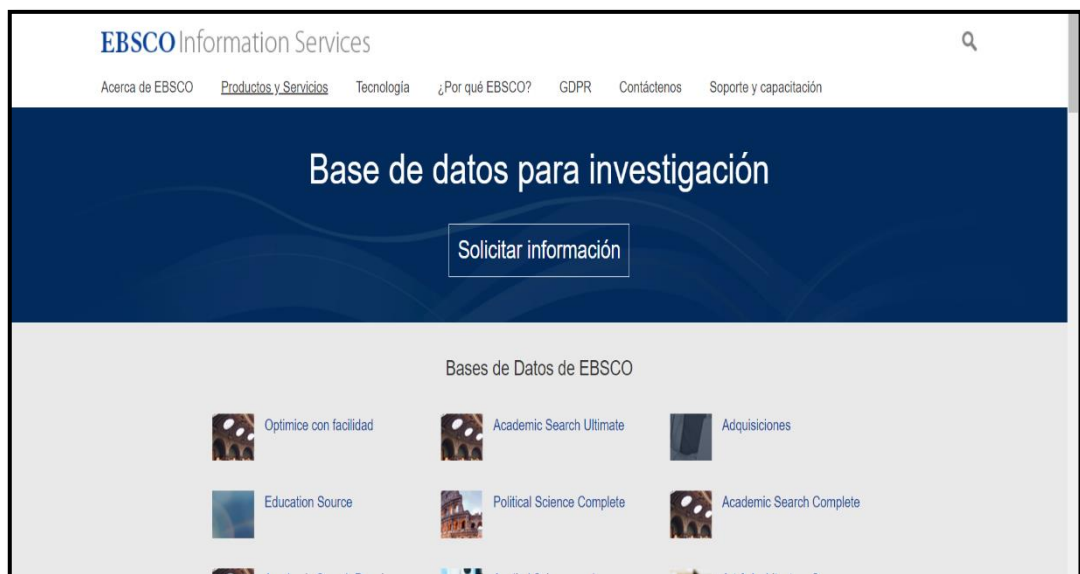 EBSCO Information Services
Acerca de EBSCO Productos y Servicios Tecnología ¿Por qué EBSCO? GDPR Contáctenos Soporte y capacitación
Base de datos para investigación
Solicitar información
Bases de Datos de EBSCO
Optimice con facilidad Academic Search Ultimate Adquisiciones
Education Source Political Science Complete Academic Search Complete